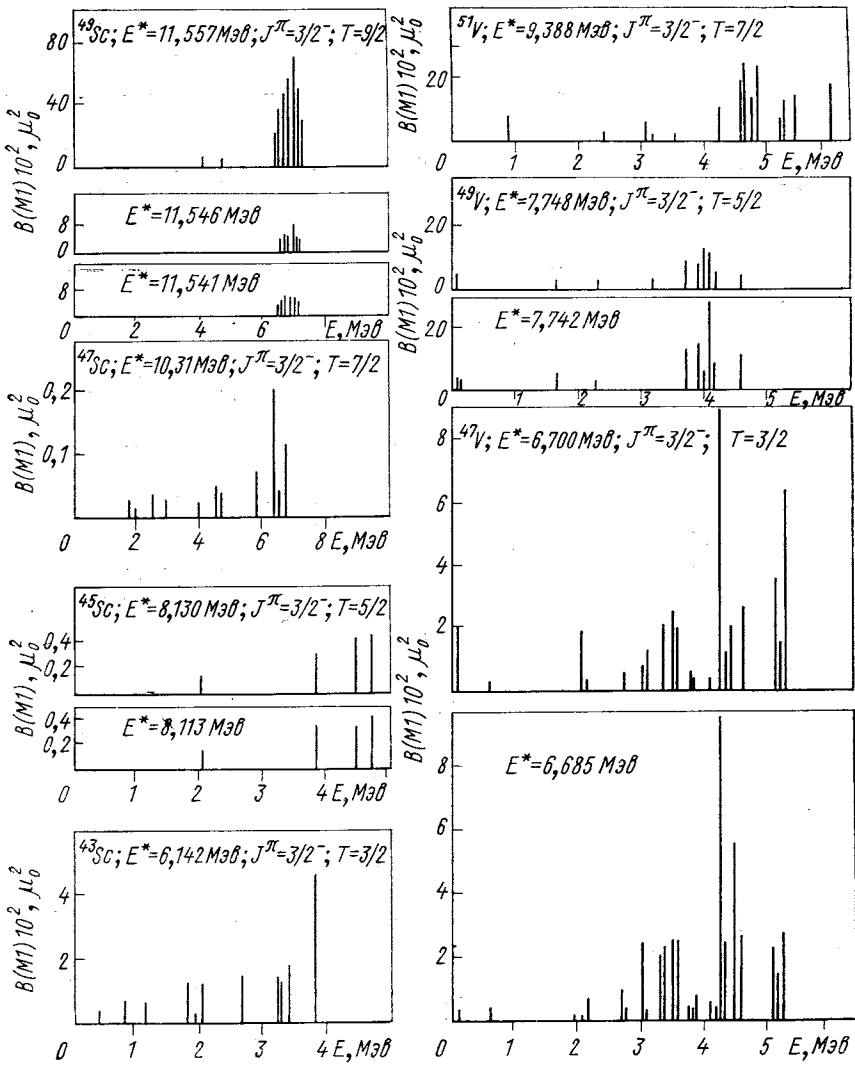 ⁴⁹Sc; E*=11,557 Мэв; J^π=3/2⁻; T=9/2
B(M1)10², μ₀²
80
40
0
E*=11,546 Мэв
8
0
E*=11,541 Мэв
8
0 2 4 6 E, Мэв
⁴⁷Sc; E*=10,31 Мэв; J^π=3/2⁻; T=7/2
B(M1), μ₀²
0,2
0,1
0 2 4 6 8 E, Мэв
⁴⁵Sc; E*=8,130 Мэв; J^π=3/2⁻; T=5/2
B(M1), μ₀²
0,4
0,2
E*=8,113 Мэв
0,4
0,2
0 1 2 3 4 E, Мэв
⁴³Sc; E*=6,142 Мэв; J^π=3/2⁻; T=3/2
B(M1)10², μ₀²
4
2
0 1 2 3 4 E, Мэв
⁵¹V; E*=9,388 Мэв; J^π=3/2⁻; T=7/2
B(M1)10², μ₀²
20
0 1 2 3 4 5 E, Мэв
⁴⁹V; E*=7,748 Мэв; J^π=3/2⁻; T=5/2
B(M1)10², μ₀²
20
0
E*=7,742 Мэв
20
0 1 2 3 4 5 E, Мэв
⁴⁷V; E*=6,700 Мэв; J^π=3/2⁻; T=3/2
B(M1)10², μ₀²
8
6
4
2
E*=6,685 Мэв
8
6
4
2
0 1 2 3 4 5 E, Мэв